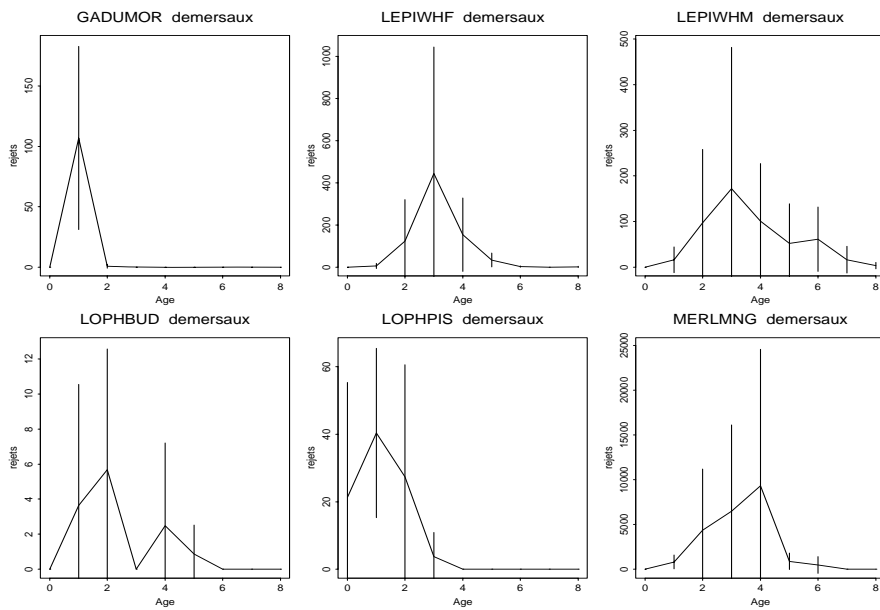 GADUMOR demersaux
rejets
0 50 100 150
0 2 4 6 8
Age
LEPIWHF demersaux
rejets
0 200 400 600 800 1000
0 2 4 6 8
Age
LEPIWHM demersaux
rejets
0 100 200 300 400 500
0 2 4 6 8
Age
LOPHBUD demersaux
rejets
0 2 4 6 8 10 12
0 2 4 6 8
Age
LOPHPIS demersaux
rejets
0 20 40 60
0 2 4 6 8
Age
MERLMNG demersaux
rejets
0 5000 10000 15000 20000 25000
0 2 4 6 8
Age